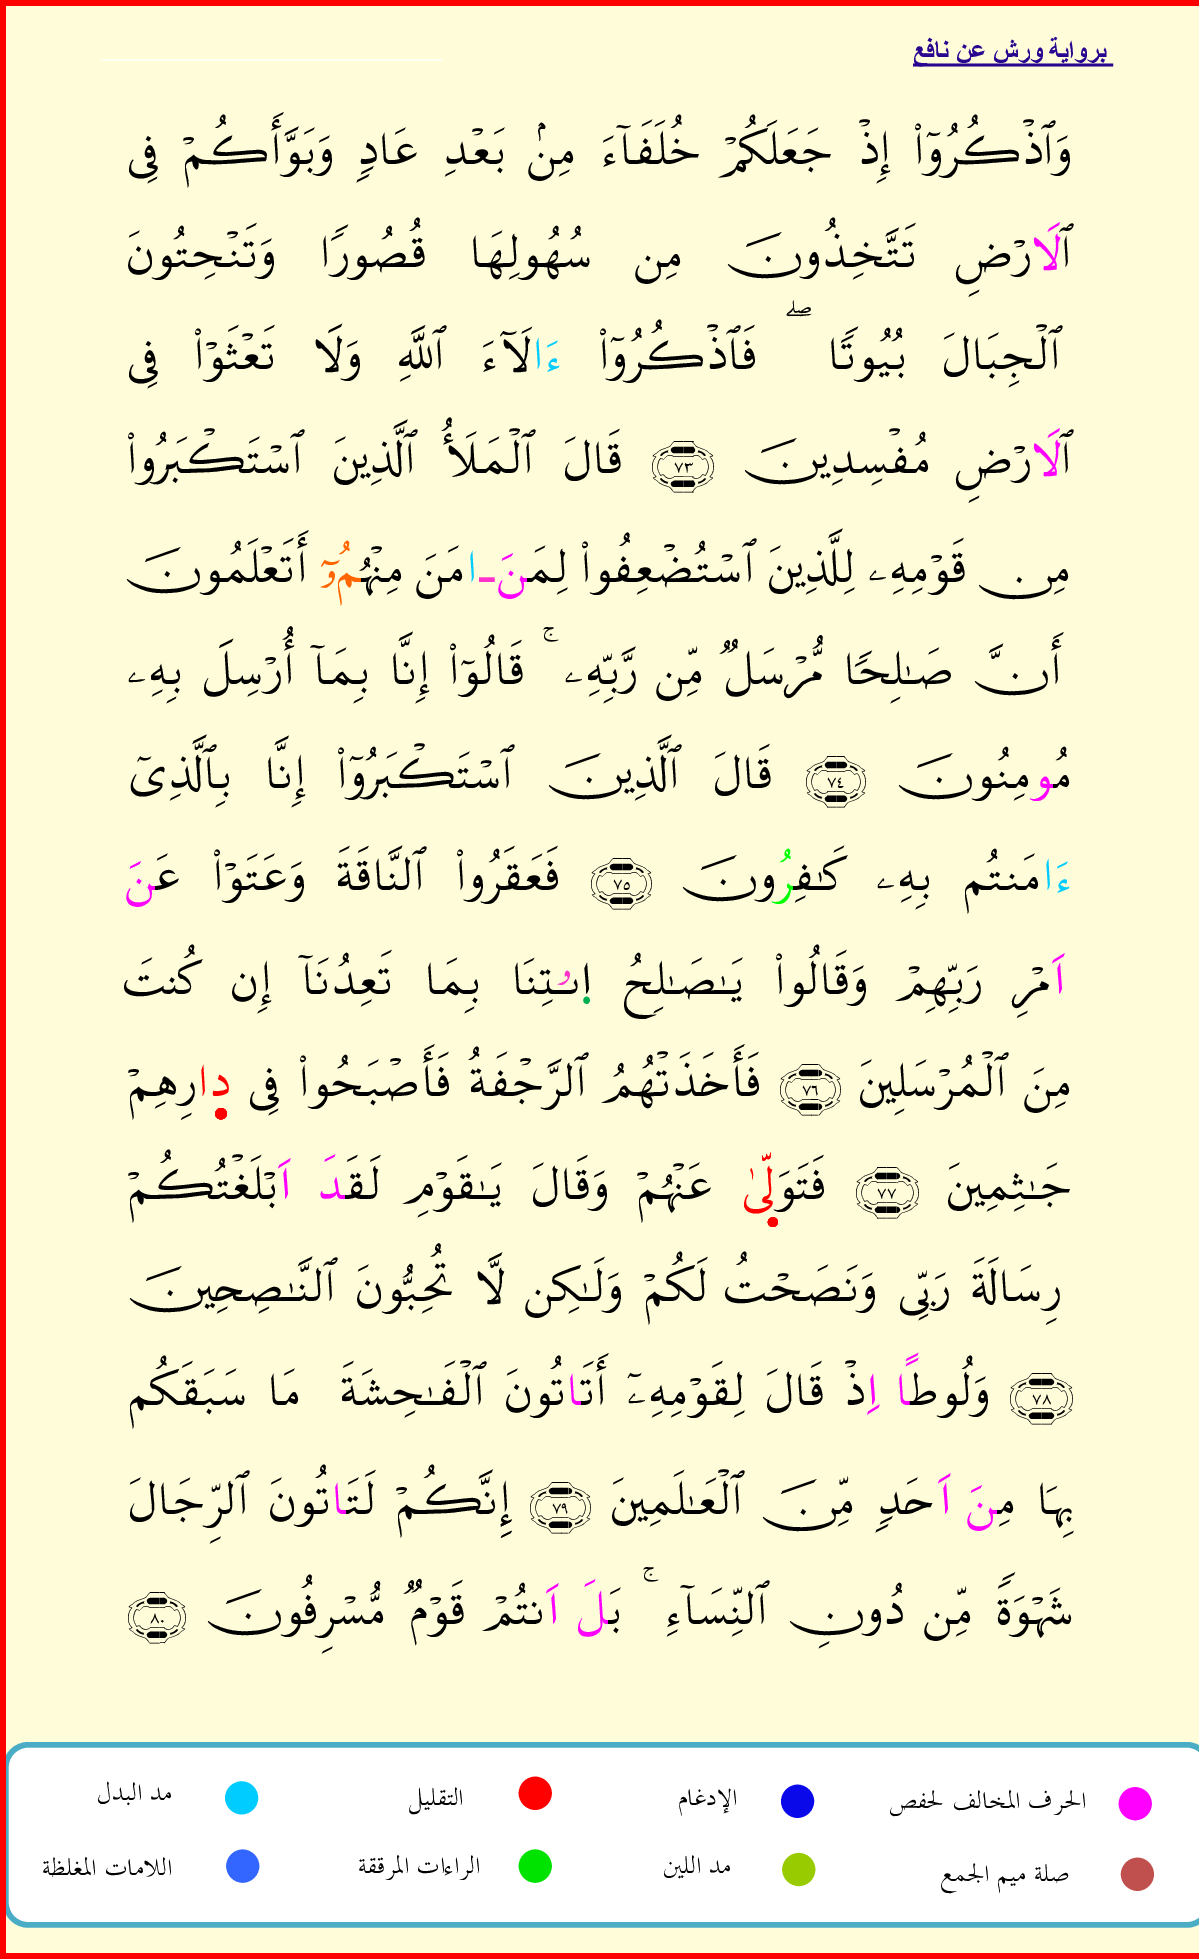 برواية ورش عن نافع
وَٱذۡكُرُوٓاْ إِذۡ جَعَلَكُمۡ خُلَفَآءَ مِنۢ بَعۡدِ عَادٖ وَبَوَّأَكُمۡ فِي
ٱلَارۡضِ تَتَّخِذُونَ مِن سُهُولِهَا قُصُورٗا وَتَنۡحِتُونَ
ٱلۡجِبَالَ بُيُوتٗا ۖ فَٱذۡكُرُوٓاْ ءَالَآءَ ٱللَّهِ وَلَا تَعۡثَوۡاْ فِي
ٱلَارۡضِ مُفۡسِدِينَ ٧٣ قَالَ ٱلۡمَلَأُ ٱلَّذِينَ ٱسۡتَكۡبَرُواْ
مِن قَوۡمِهِۦ لِلَّذِينَ ٱسۡتُضۡعِفُواْ لِمَنَ ـ امَنَ مِنۡهُمُۥٓ أَتَعۡلَمُونَ
أَنَّ صَٰلِحٗا مُّرۡسَلٞ مِّن رَّبِّهِۦ ۚ قَالُوٓاْ إِنَّا بِمَآ أُرۡسِلَ بِهِۦ
مُومِنُونَ ٧٤ قَالَ ٱلَّذِينَ ٱسۡتَكۡبَرُوٓاْ إِنَّا بِٱلَّذِيٓ
ءَامَنتُم بِهِۦ كَٰفِرُونَ ٧٥ فَعَقَرُواْ ٱلنَّاقَةَ وَعَتَوۡاْ عَنَ
اَمۡرِ رَبِّهِمۡ وَقَالُواْ يَٰصَٰلِحُ اِ۪يتِنَا بِمَا تَعِدُنَآ إِن كُنتَ
مِنَ ٱلۡمُرۡسَلِينَ ٧٦ فَأَخَذَتۡهُمُ ٱلرَّجۡفَةُ فَأَصۡبَحُواْ فِي دِ۪ارِهِمۡ
جَٰثِمِينَ ٧٧ فَتَوَلّ۪ىٰ عَنۡهُمۡ وَقَالَ يَٰقَوۡمِ لَقَدَ اَبۡلَغۡتُكُمۡ
رِسَالَةَ رَبِّي وَنَصَحۡتُ لَكُمۡ وَلَٰكِن لَّا تُحِبُّونَ ٱلنَّٰصِحِينَ
٧٨ وَلُوطًا اِذۡ قَالَ لِقَوۡمِهِۦٓ أَتَاتُونَ ٱلۡفَٰحِشَةَ مَا سَبَقَكُم
بِهَا مِنَ اَحَدٖ مِّنَ ٱلۡعَٰلَمِينَ ٧٩ إِنَّكُمۡ لَتَاتُونَ ٱلرِّجَالَ
شَهۡوَةٗ مِّن دُونِ ٱلنِّسَآءِ ۚ بَلَ اَنتُمۡ قَوۡمٞ مُّسۡرِفُونَ ٨٠
الحرف المخالف لحفص الإدغام التقليل مد البدل
صلة ميم الجمع مد اللين الراءات المرققة اللامات المغلظة